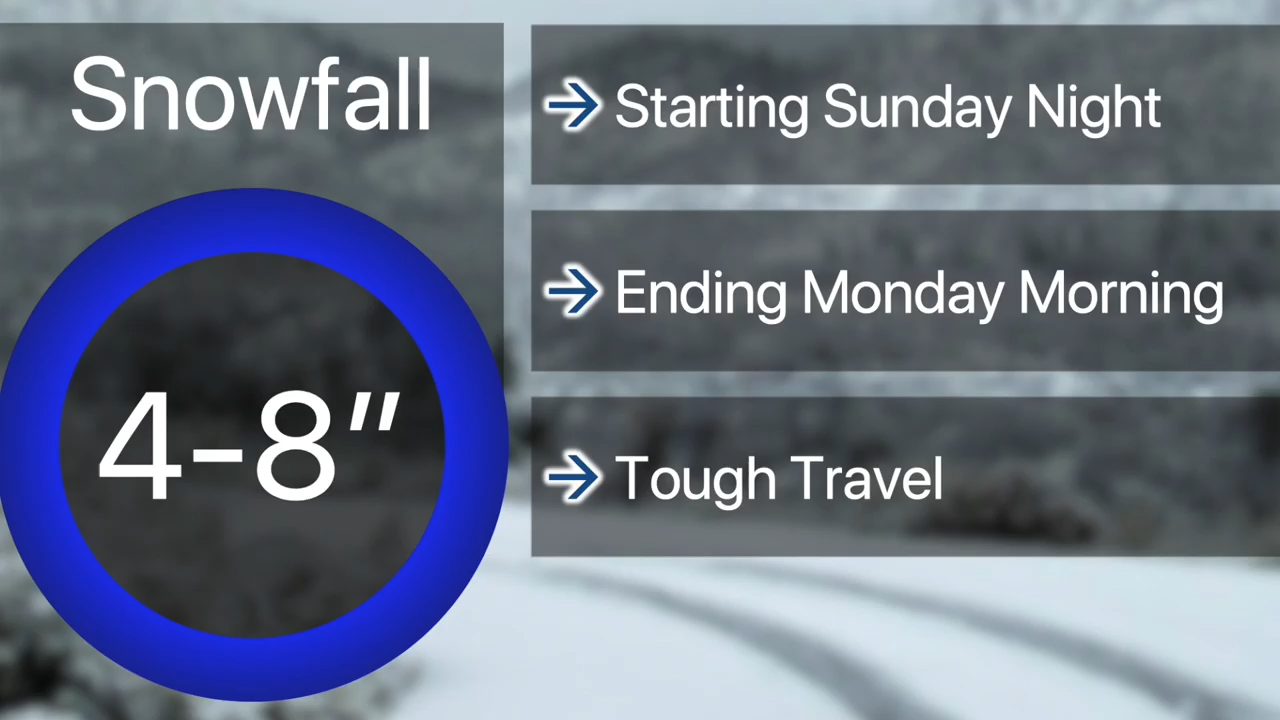 Snowfall
4-8"
→ Starting Sunday Night
→ Ending Monday Morning
→ Tough Travel